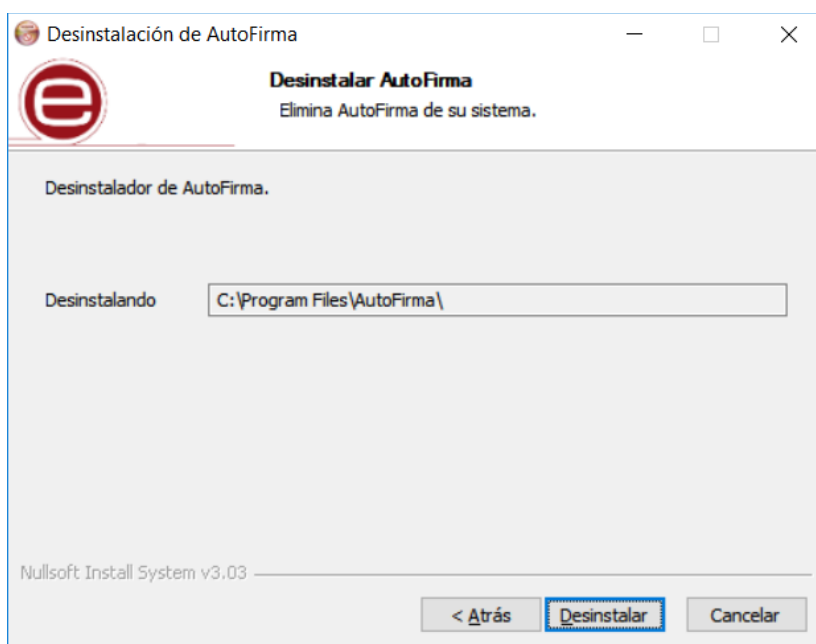 Desinstalación de AutoFirma
e
Desinstalar AutoFirma
Elimina AutoFirma de su sistema.
Desinstalador de AutoFirma.
Desinstalando C:\Program Files\AutoFirma\
Nullsoft Install System v3.03
< Atrás Desinstalar Cancelar